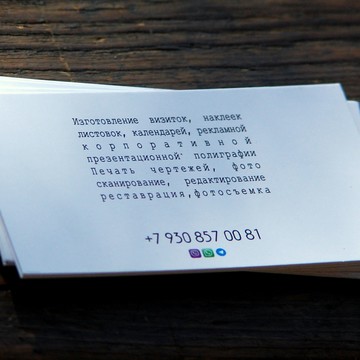 Изготовление визиток, наклеек
листовок, календарей, рекламной
корпоративной
презентационной полиграфии
Печать чертежей, фото
сканирование, редактирование
реставрация,фотосъемка
+7 930 857 00 81